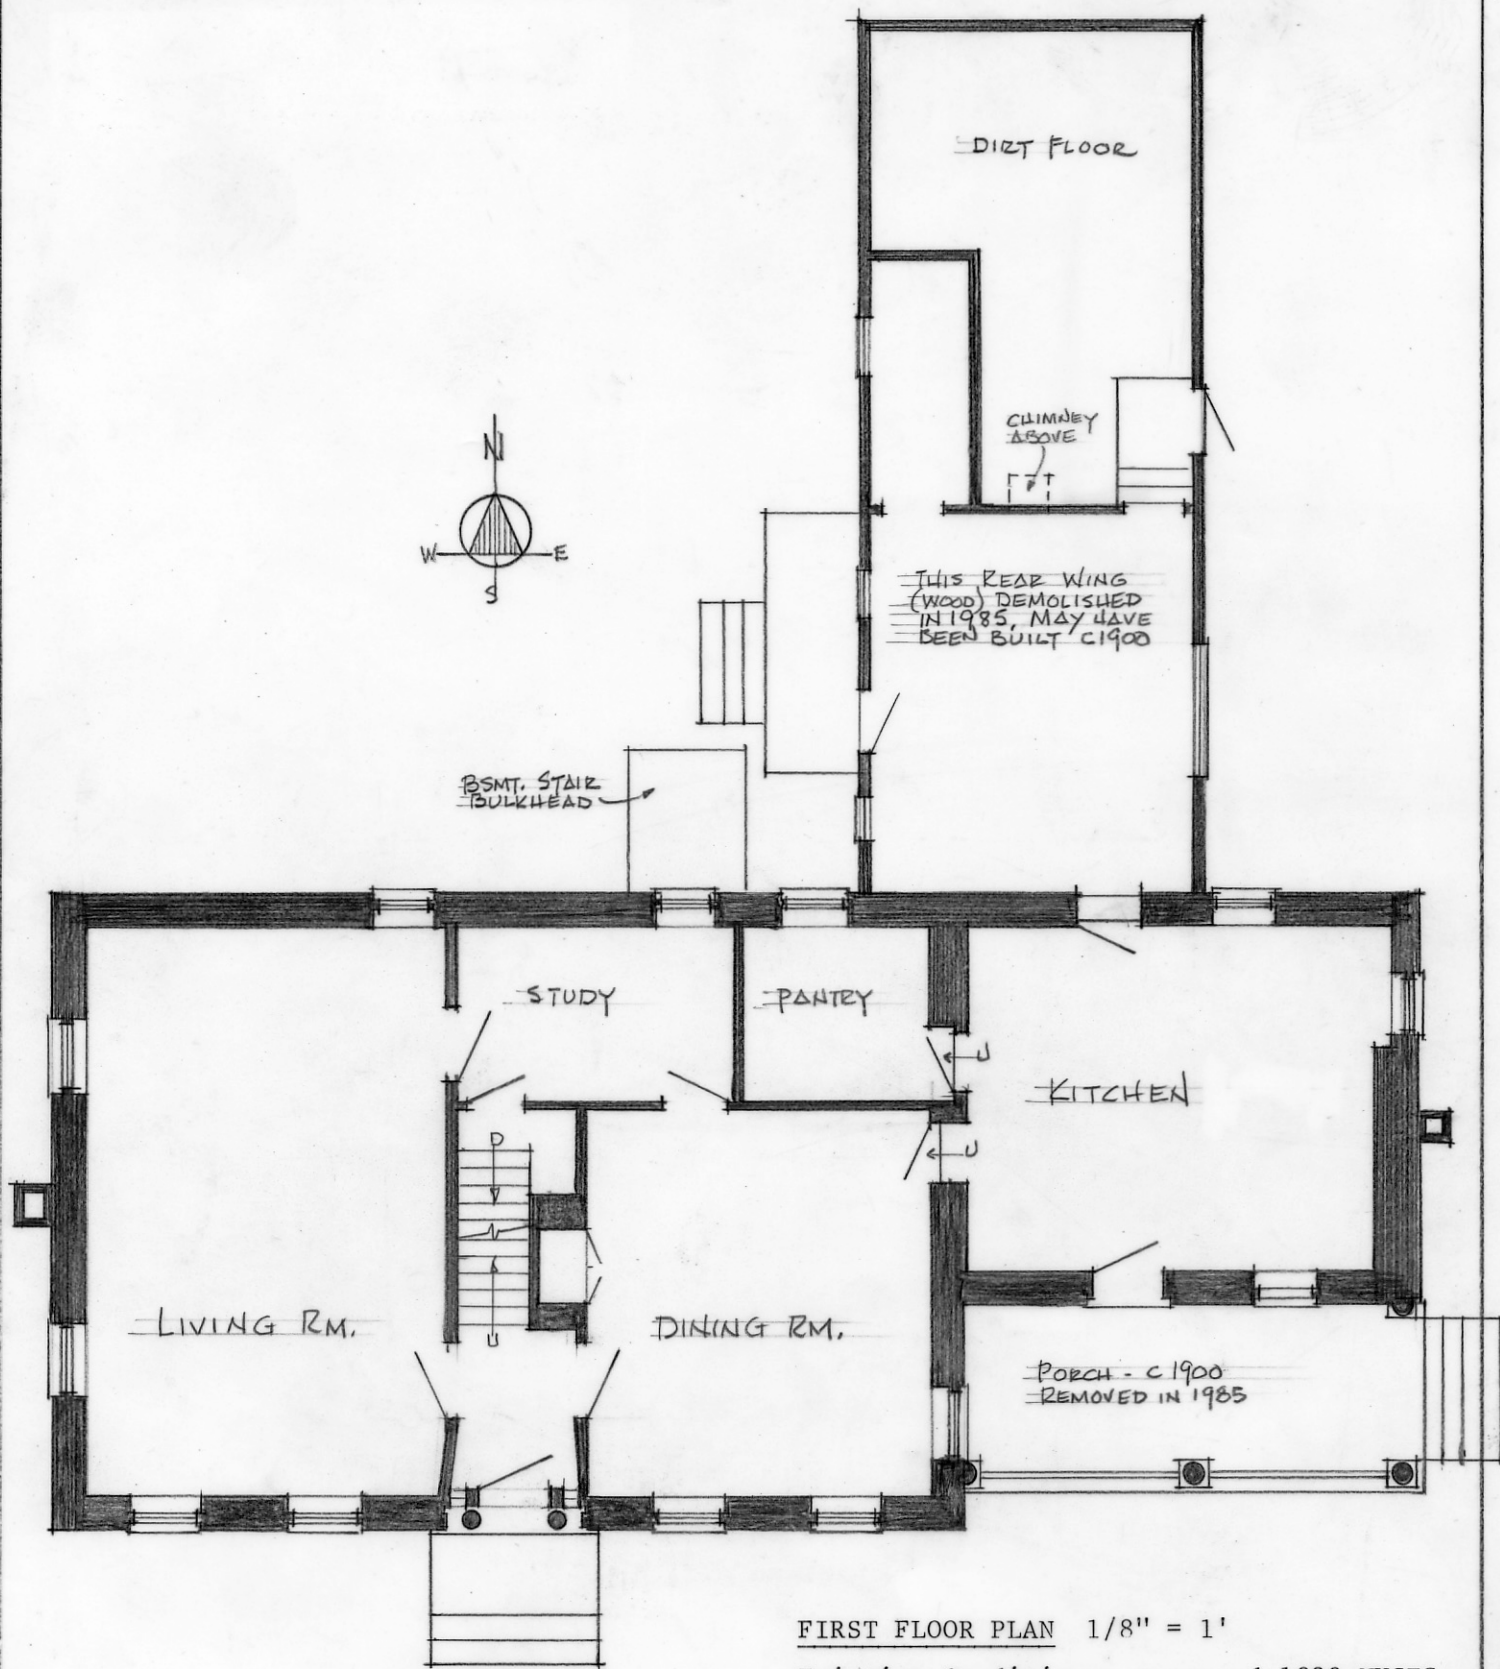 DIRT FLOOR
CHIMNEY
ABOVE
N
W E
S
THIS REAR WING
(WOOD) DEMOLISHED
IN 1985, MAY HAVE
BEEN BUILT C1900
BSMT. STAIR
BULKHEAD
STUDY
PANTRY
U
KITCHEN
D
U
LIVING RM.
U
DINING RM.
PORCH - C 1900
REMOVED IN 1985
FIRST FLOOR PLAN 1/8" = 1'